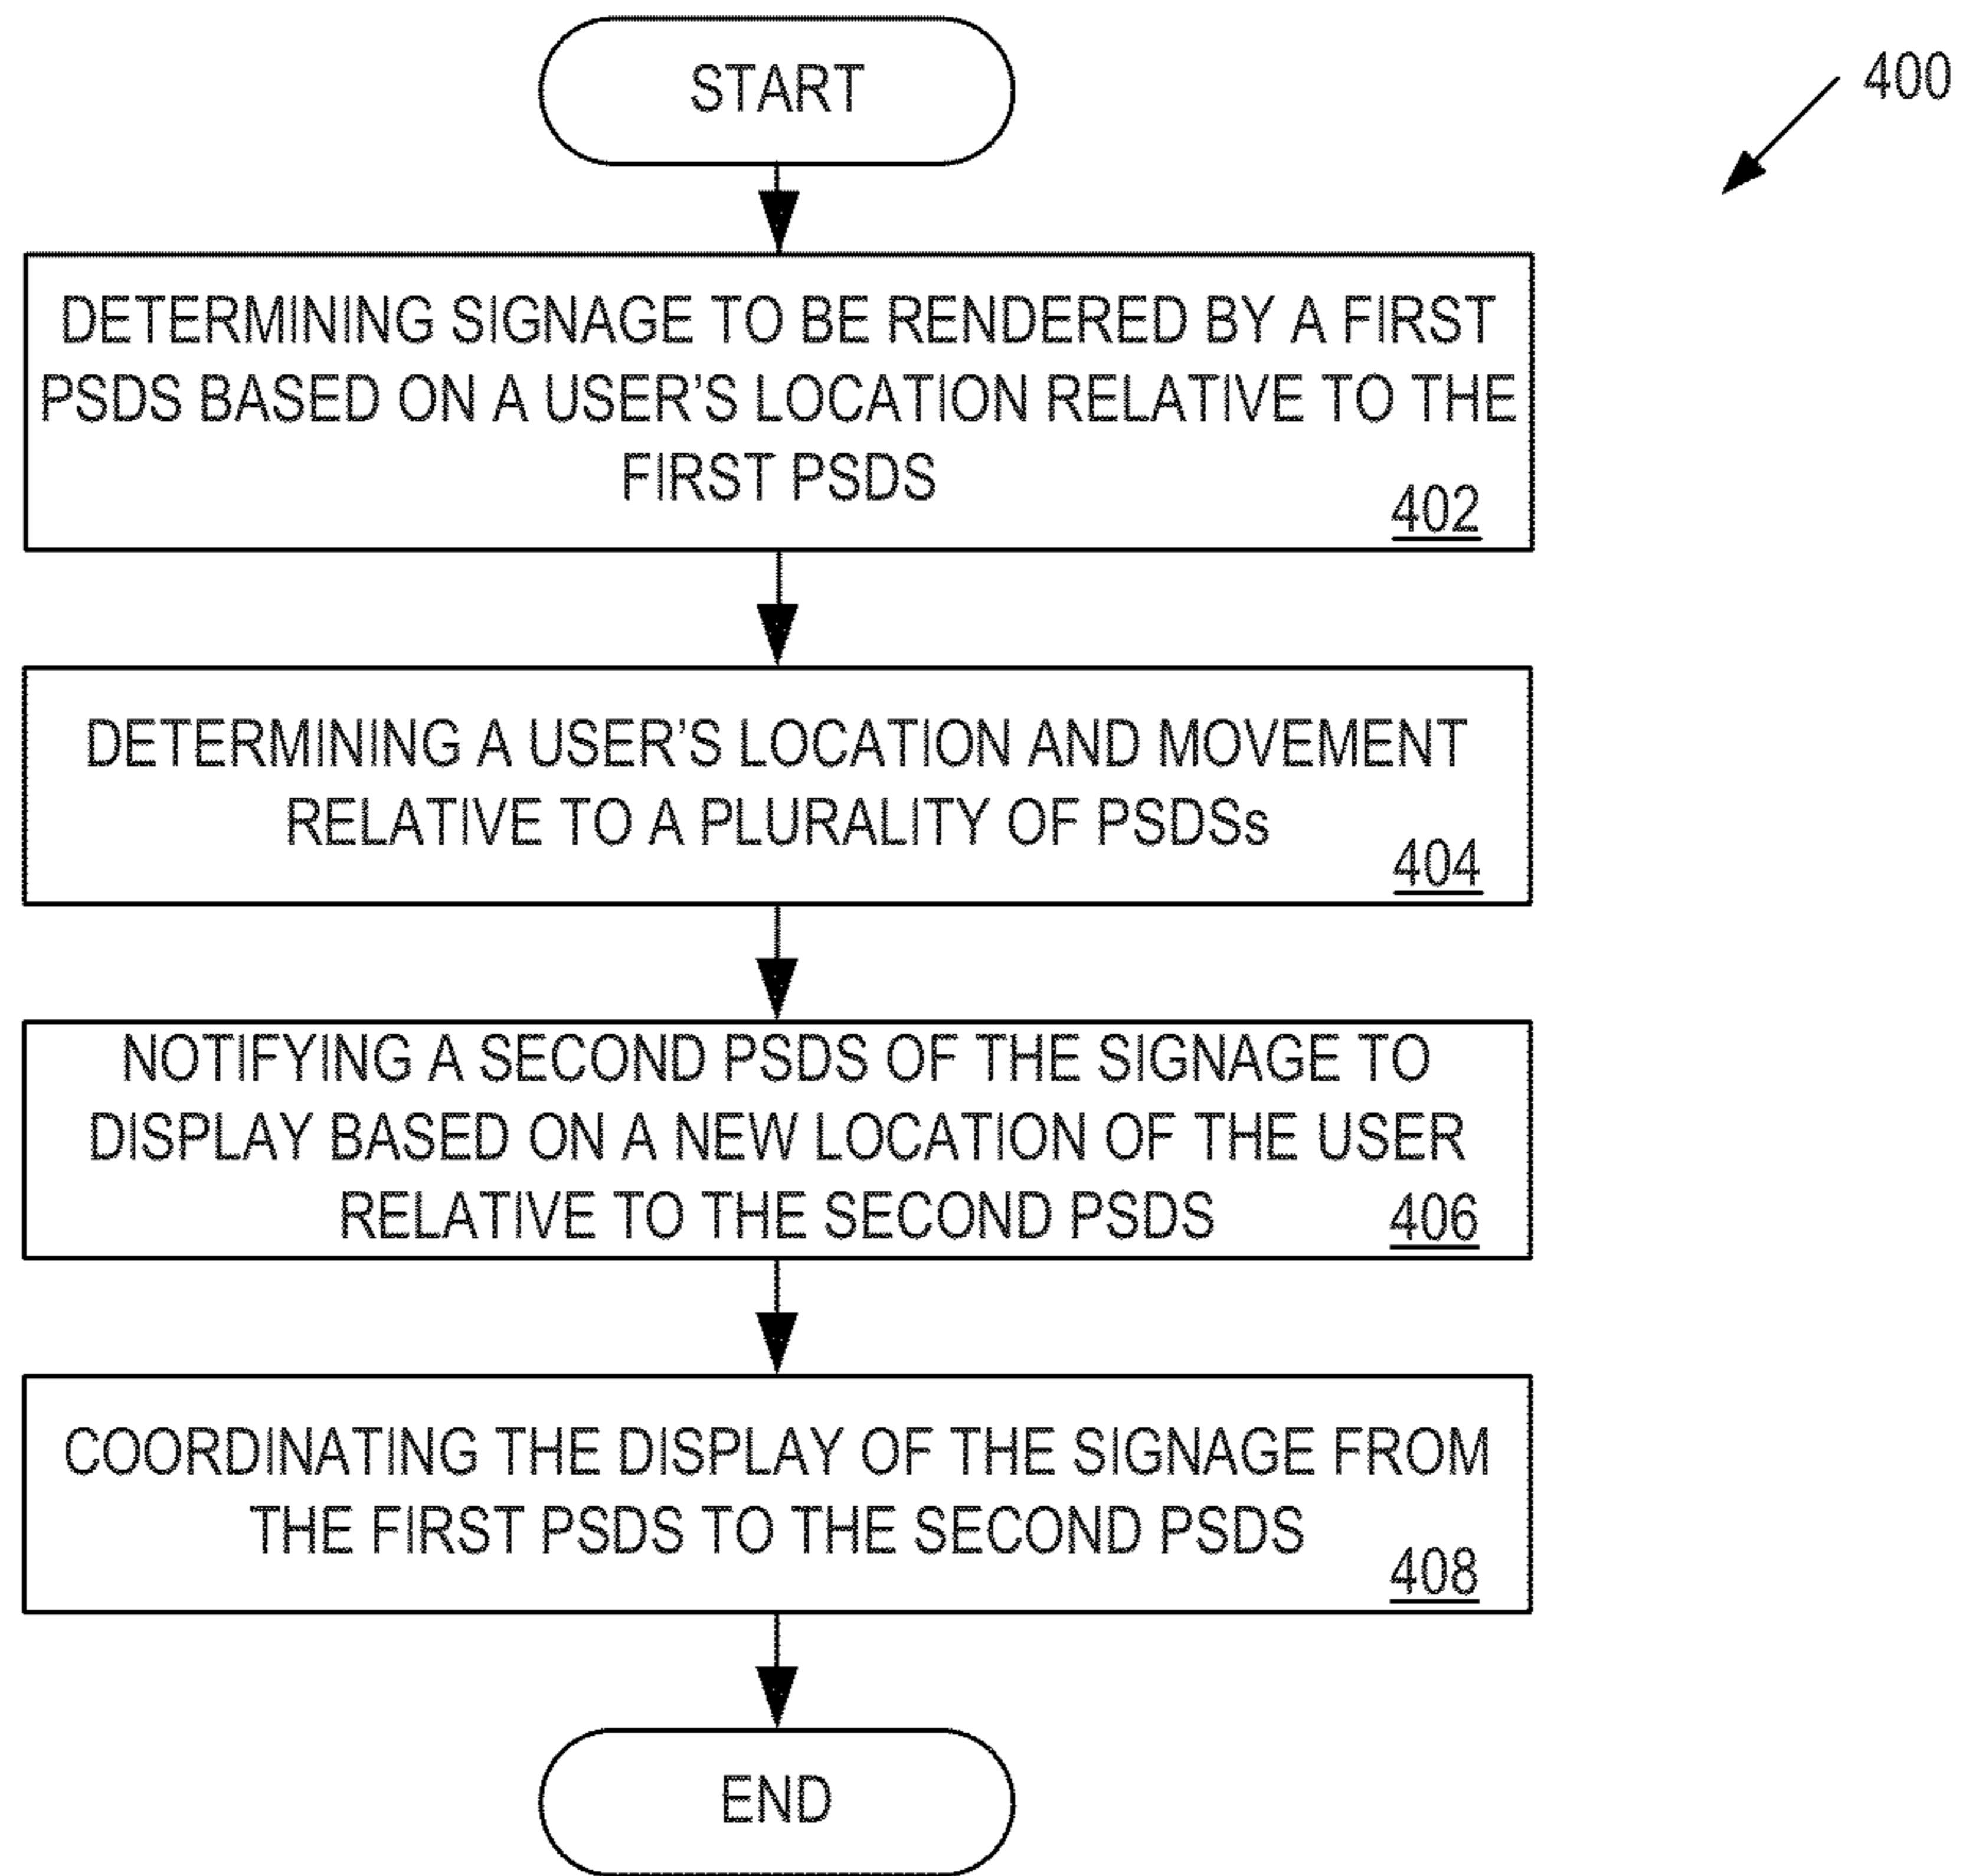 START
400
DETERMINING SIGNAGE TO BE RENDERED BY A FIRST
PSDS BASED ON A USER'S LOCATION RELATIVE TO THE
FIRST PSDS
402
DETERMINING A USER'S LOCATION AND MOVEMENT
RELATIVE TO A PLURALITY OF PSDSs
404
NOTIFYING A SECOND PSDS OF THE SIGNAGE TO
DISPLAY BASED ON A NEW LOCATION OF THE USER
RELATIVE TO THE SECOND PSDS
406
COORDINATING THE DISPLAY OF THE SIGNAGE FROM
THE FIRST PSDS TO THE SECOND PSDS
408
END